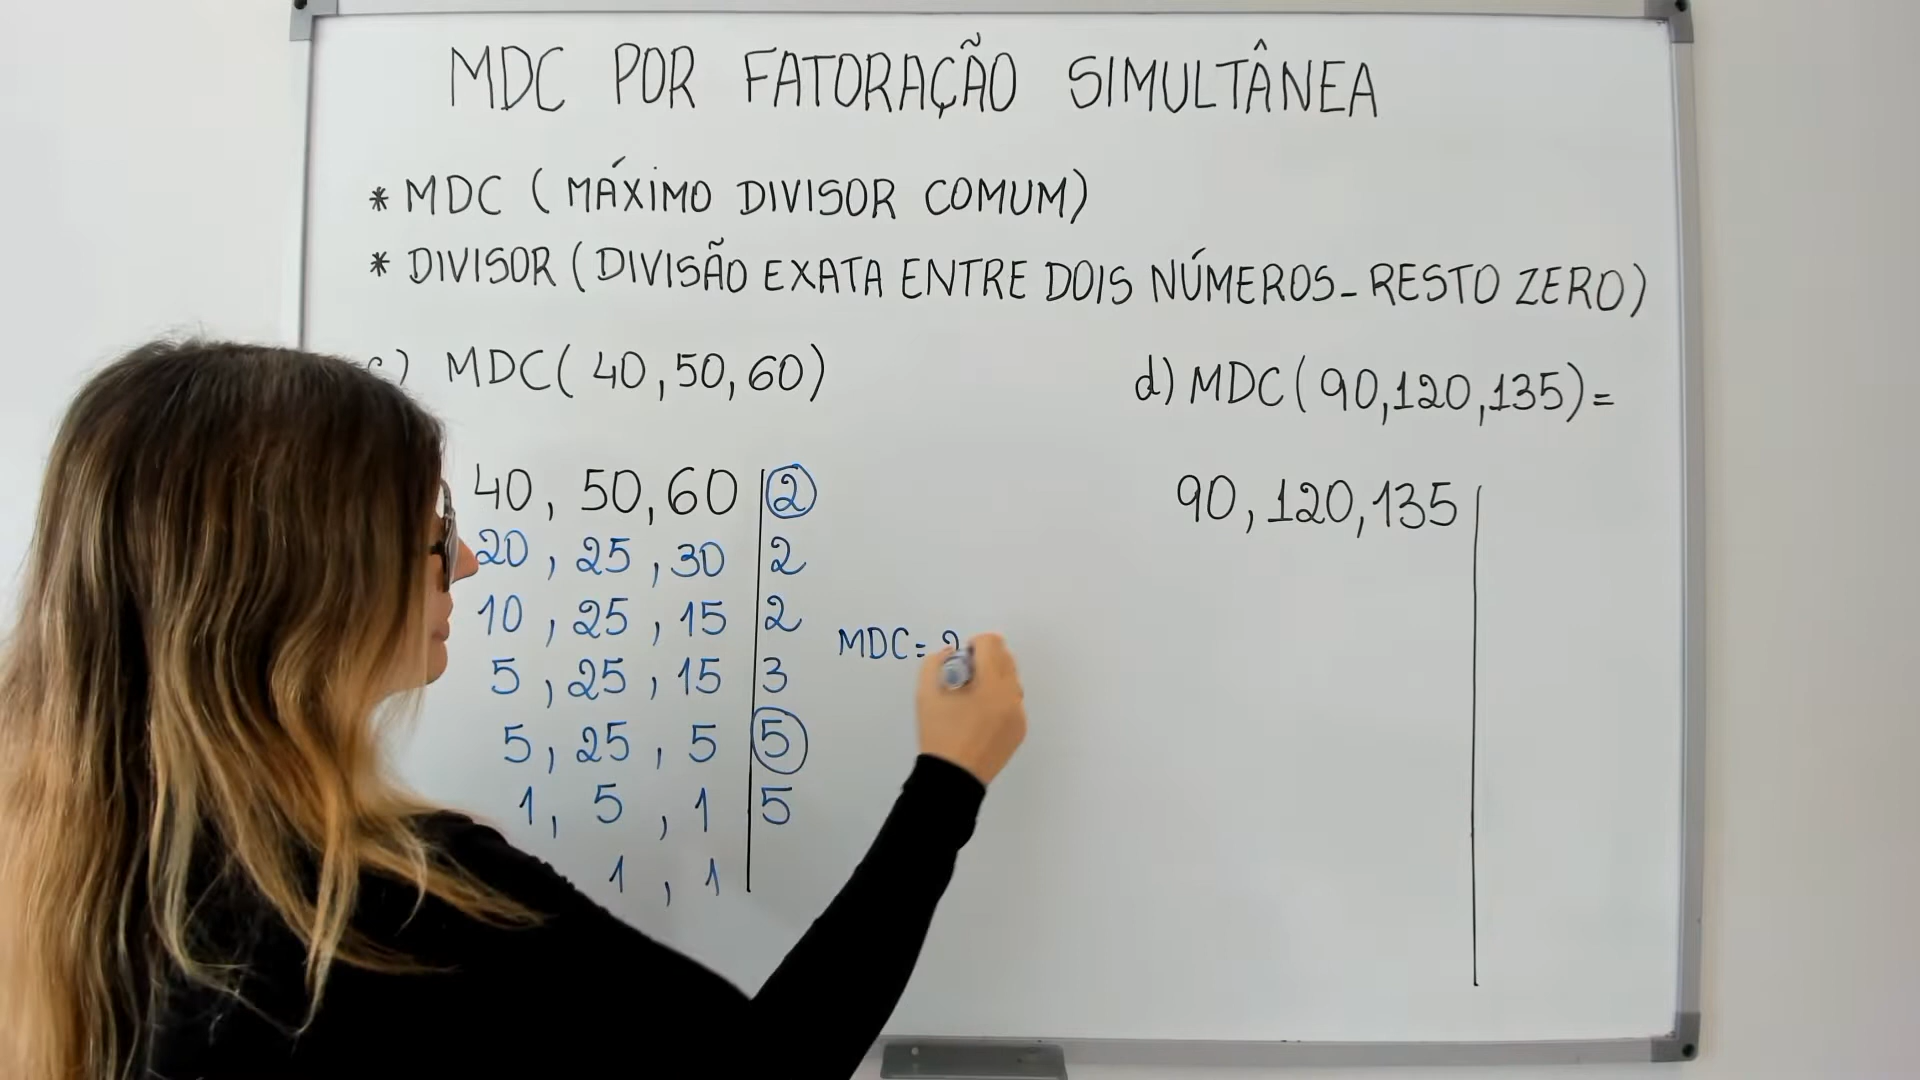 MDC POR FATORAÇÃO SIMULTÂNEA
* MDC (MÁXIMO DIVISOR COMUM)
* DIVISOR (DIVISÃO EXATA ENTRE DOIS NÚMEROS - RESTO ZERO)
c) MDC(40,50,60)
40, 50, 60 | 2
20, 25, 30 | 2
10, 25, 15 | 2
5, 25, 15 | 3
5, 25, 5 | 5
1, 5, 1 | 5
1, 1
MDC= 2
d) MDC(90,120,135)=
90, 120, 135